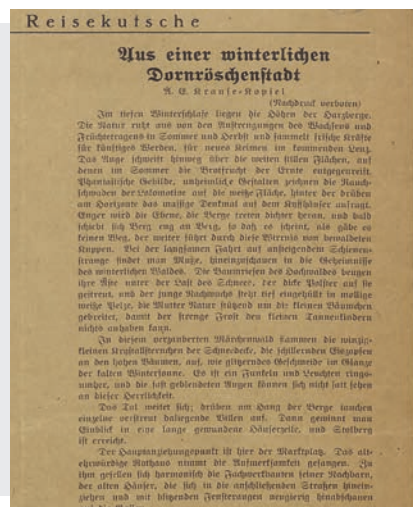 Reisekutsche
Aus einer winterlichen
Dornröschenstadt
A. E. Krause-Kapsel
(Nachdruck verboten)
Im tiefen Winterschlafe liegen die Höhen der Harzberge.
Die Natur ruht aus von den Anstrengungen des Wachsens und
Früchtetragens in Sommer und Herbst und sammelt frische Kräfte
für künftiges Werden, für neues Keimen im kommenden Lenz.
Das Auge schweift hinweg über die weiten stillen Flächen, auf
denen im Sommer die Brotfrucht der Ernte entgegenreift.
Phantastische Gebilde, unheimliche Gestalten zeichnen die Rauch-
schwaden der Lokomotive auf die weiße Fläche, hinter der drüben
am Horizonte das massige Denkmal auf dem Kyffhäuser aufragt.
Enger wird die Ebene, die Berge treten dichter heran, und bald
schiebt sich Berg eng an Berg, so daß es scheint, als gäbe es
keinen Weg, der weiter führt durch diese Wirrnis von bewaldeten
Kuppen. Bei der langsamen Fahrt auf ansteigendem Schienen-
strange findet man Muße, hineinzuschauen in die Geheimnisse
des winterlichen Waldes. Die Baumriesen des Hochwaldes beugen
ihre Äste unter der Last des Schnees, der dicke Polster auf sie
gestreut, und der junge Nachwuchs steht tief eingehüllt in mollige
weiße Pelze, die Mutter Natur schützend um die kleinen Bäumchen
gebreitet, damit der strenge Frost den kleinen Tannenkindern
nichts anhaben kann.
In diesem verzauberten Märchenwald flammen die winzig-
kleinen Kristallsternchen der Schneedecke, die schillernden Eiszapfen
an den hohen Bäumen, auf, wie glitzerndes Geschmeide im Glanze
der kalten Wintersonne. Es ist ein Funkeln und Leuchten rings-
umher, und die fast geblendeten Augen können sich nicht satt sehen
an dieser Herrlichkeit.
Das Tal weitet sich; drüben am Hang der Berge tauchen
einzelne verstreut daliegende Villen auf. Dann gewinnt man
Einblick in eine lange gewundene Häuserzeile, und Stolberg
ist erreicht.
Der Hauptanziehungspunkt ist hier der Marktplatz. Das alt-
ehrwürdige Rathaus nimmt die Aufmerksamkeit gefangen. Zu
ihm gesellen sich harmonisch die Fachwerkbauten seiner Nachbarn,
der alten Häuser, die sich in die anschließenden Straßen hinein-
ziehen und mit blitzenden Fensteraugen neugierig hinabschauen